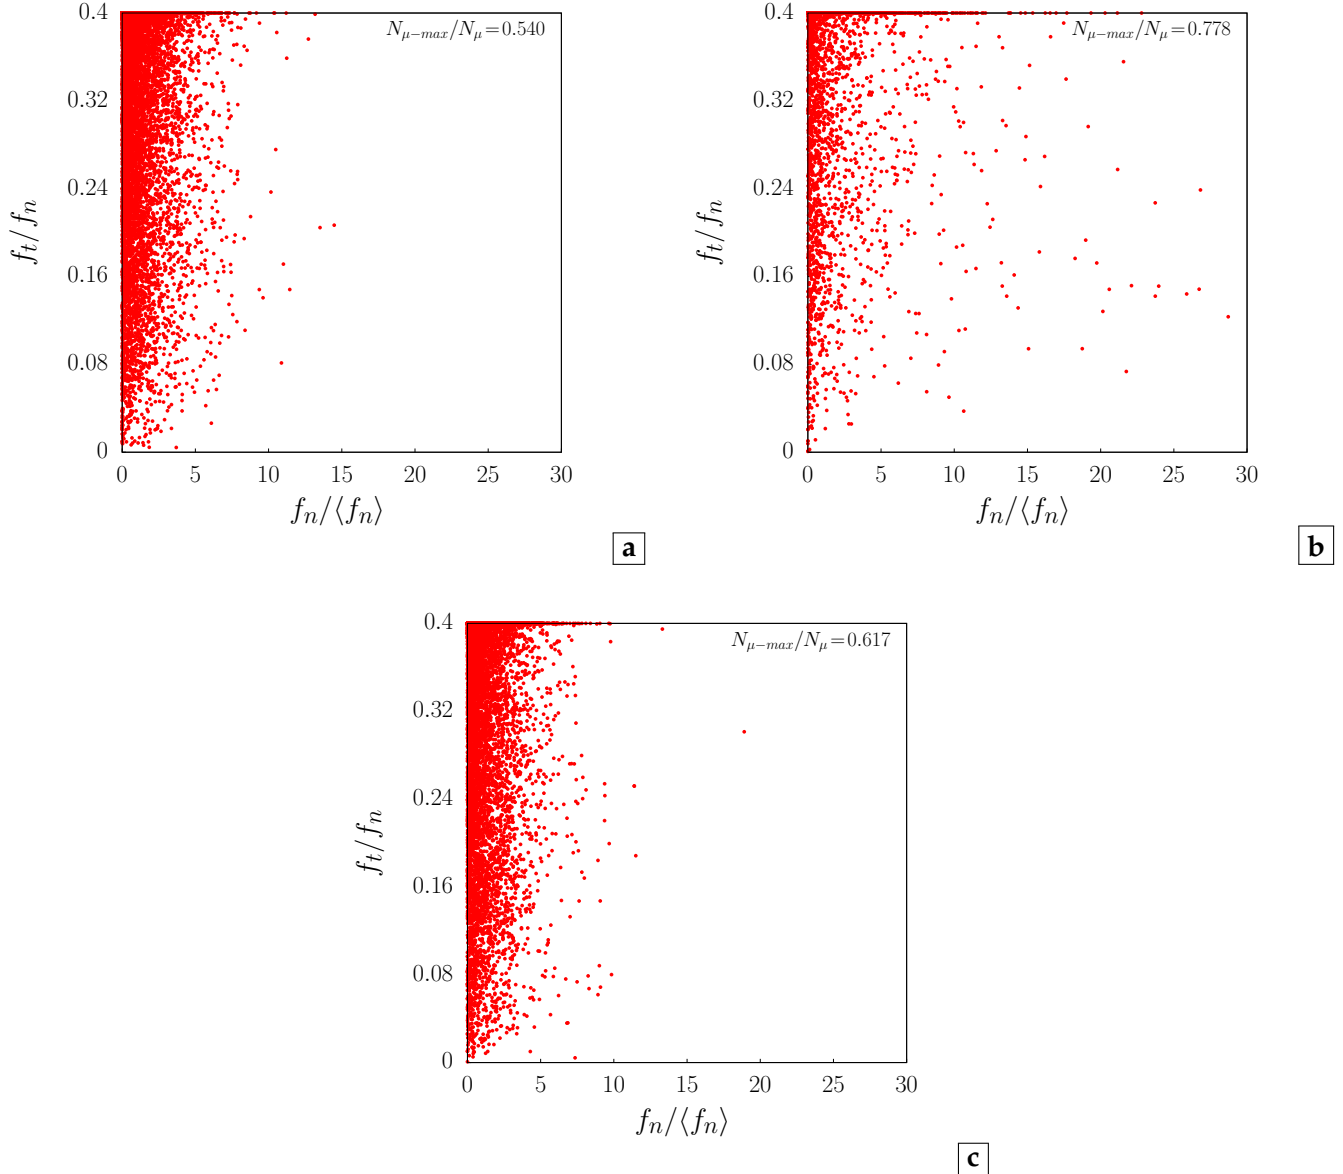 N_{μ−max}/N_μ=0.540
0.4
0.32
0.24
0.16
0.08
0
f_t/f_n
0 5 10 15 20 25 30
f_n/⟨f_n⟩
a
N_{μ−max}/N_μ=0.778
0.4
0.32
0.24
0.16
0.08
0
f_t/f_n
0 5 10 15 20 25 30
f_n/⟨f_n⟩
b
N_{μ−max}/N_μ=0.617
0.4
0.32
0.24
0.16
0.08
0
f_t/f_n
0 5 10 15 20 25 30
f_n/⟨f_n⟩
c